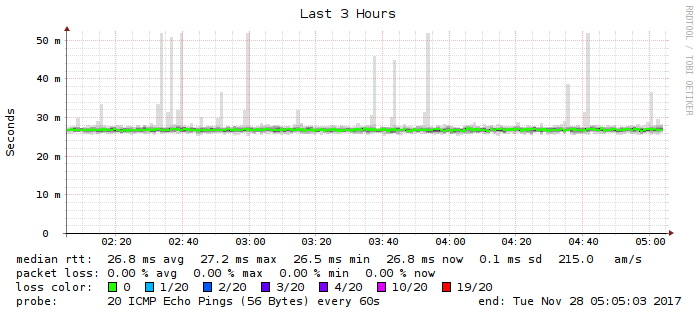 Last 3 Hours
RRDTOOL / TOBI OETIKER
Seconds
50 m
40 m
30 m
20 m
10 m
0
02:20 02:40 03:00 03:20 03:40 04:00 04:20 04:40 05:00
median rtt: 26.8 ms avg 27.2 ms max 26.5 ms min 26.8 ms now 0.1 ms sd 215.0 am/s
packet loss: 0.00 % avg 0.00 % max 0.00 % min 0.00 % now
loss color: 0 1/20 2/20 3/20 4/20 10/20 19/20
probe: 20 ICMP Echo Pings (56 Bytes) every 60s end: Tue Nov 28 05:05:03 2017